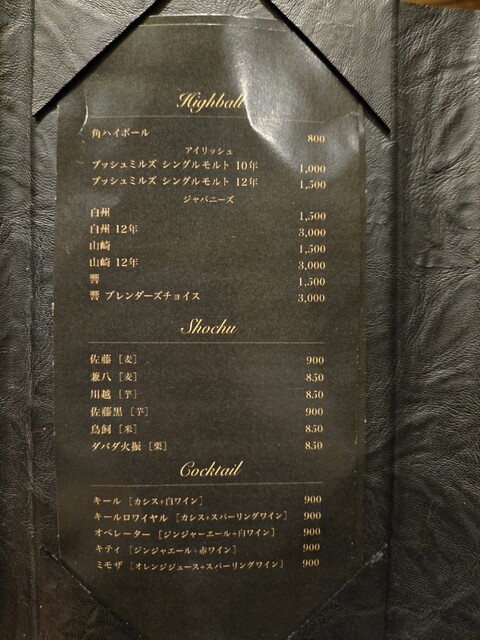 Highball
角ハイボール 800
アイリッシュ
ブッシュミルズ シングルモルト 10年 1,000
ブッシュミルズ シングルモルト 12年 1,500
ジャパニーズ
白州 1,500
白州 12年 3,000
山崎 1,500
山崎 12年 3,000
響 1,500
響 ブレンダーズチョイス 3,000
Shochu
佐藤 [麦] 900
兼八 [麦] 850
川越 [芋] 850
佐藤黒 [芋] 900
鳥飼 [米] 850
ダバダ火振 [栗] 850
Cocktail
キール [カシス+白ワイン] 900
キールロワイヤル [カシス+スパーリングワイン] 900
オペレーター [ジンジャーエール+白ワイン] 900
キティ [ジンジャエール+赤ワイン] 900
ミモザ [オレンジジュース+スパーリングワイン] 900